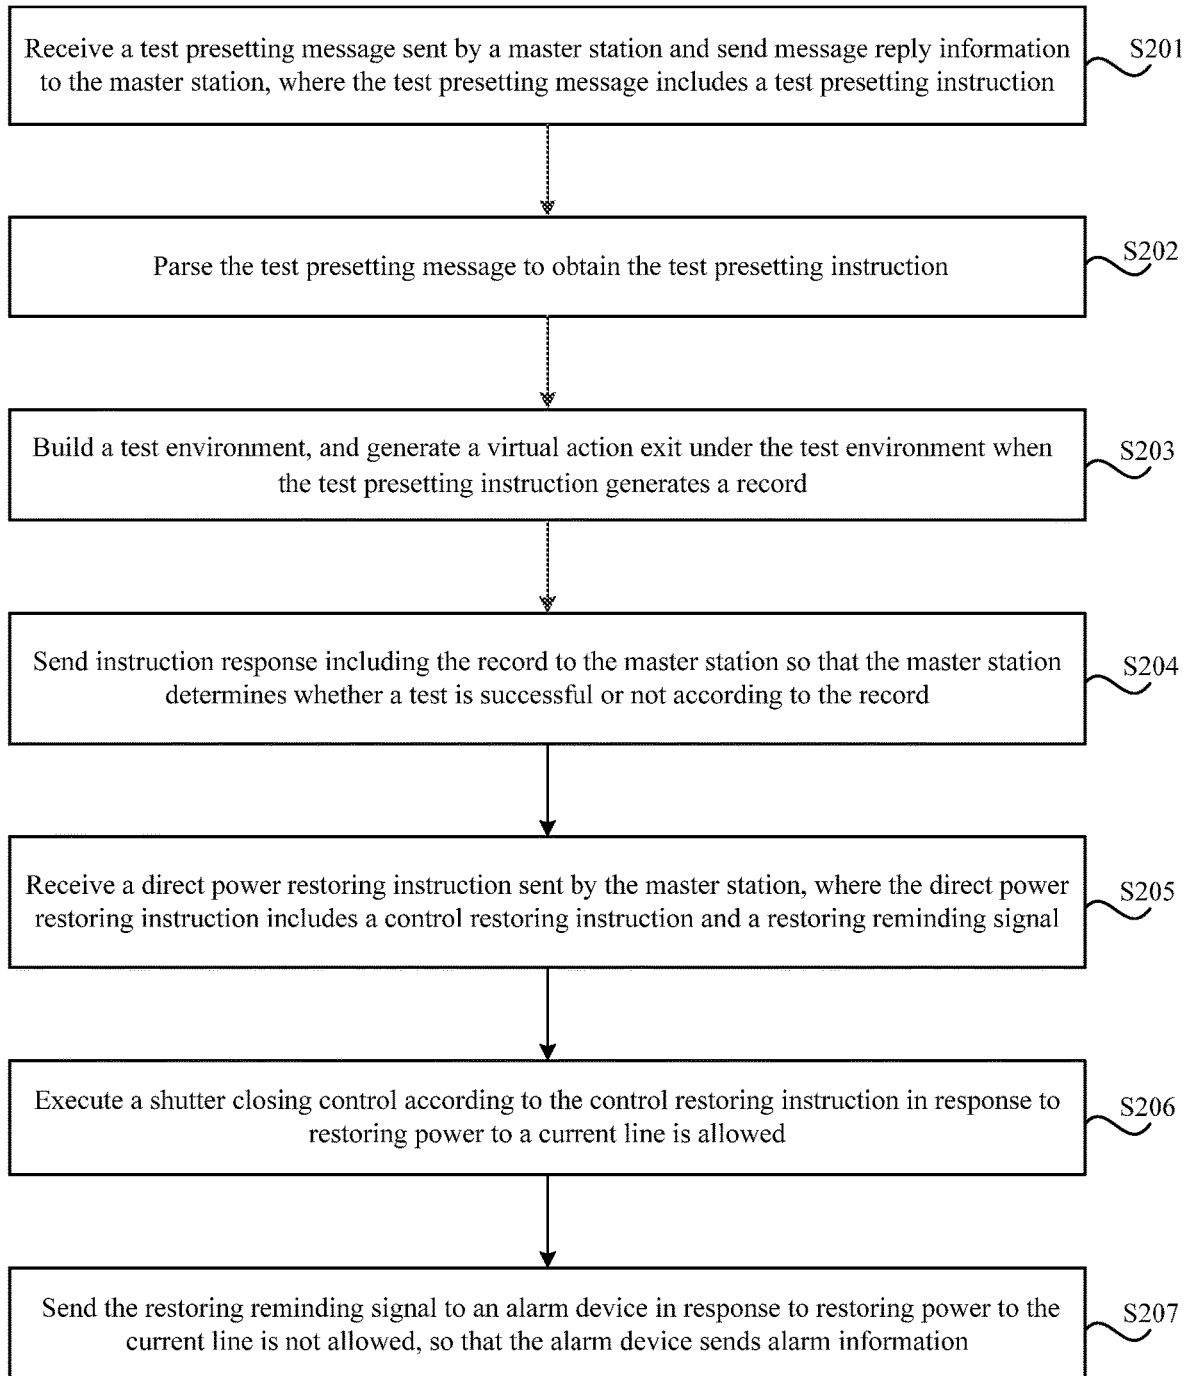 Receive a test presetting message sent by a master station and send message reply information
to the master station, where the test presetting message includes a test presetting instruction
S201
Parse the test presetting message to obtain the test presetting instruction
S202
Build a test environment, and generate a virtual action exit under the test environment when
the test presetting instruction generates a record
S203
Send instruction response including the record to the master station so that the master station
determines whether a test is successful or not according to the record
S204
Receive a direct power restoring instruction sent by the master station, where the direct power
restoring instruction includes a control restoring instruction and a restoring reminding signal
S205
Execute a shutter closing control according to the control restoring instruction in response to
restoring power to a current line is allowed
S206
Send the restoring reminding signal to an alarm device in response to restoring power to the
current line is not allowed, so that the alarm device sends alarm information
S207